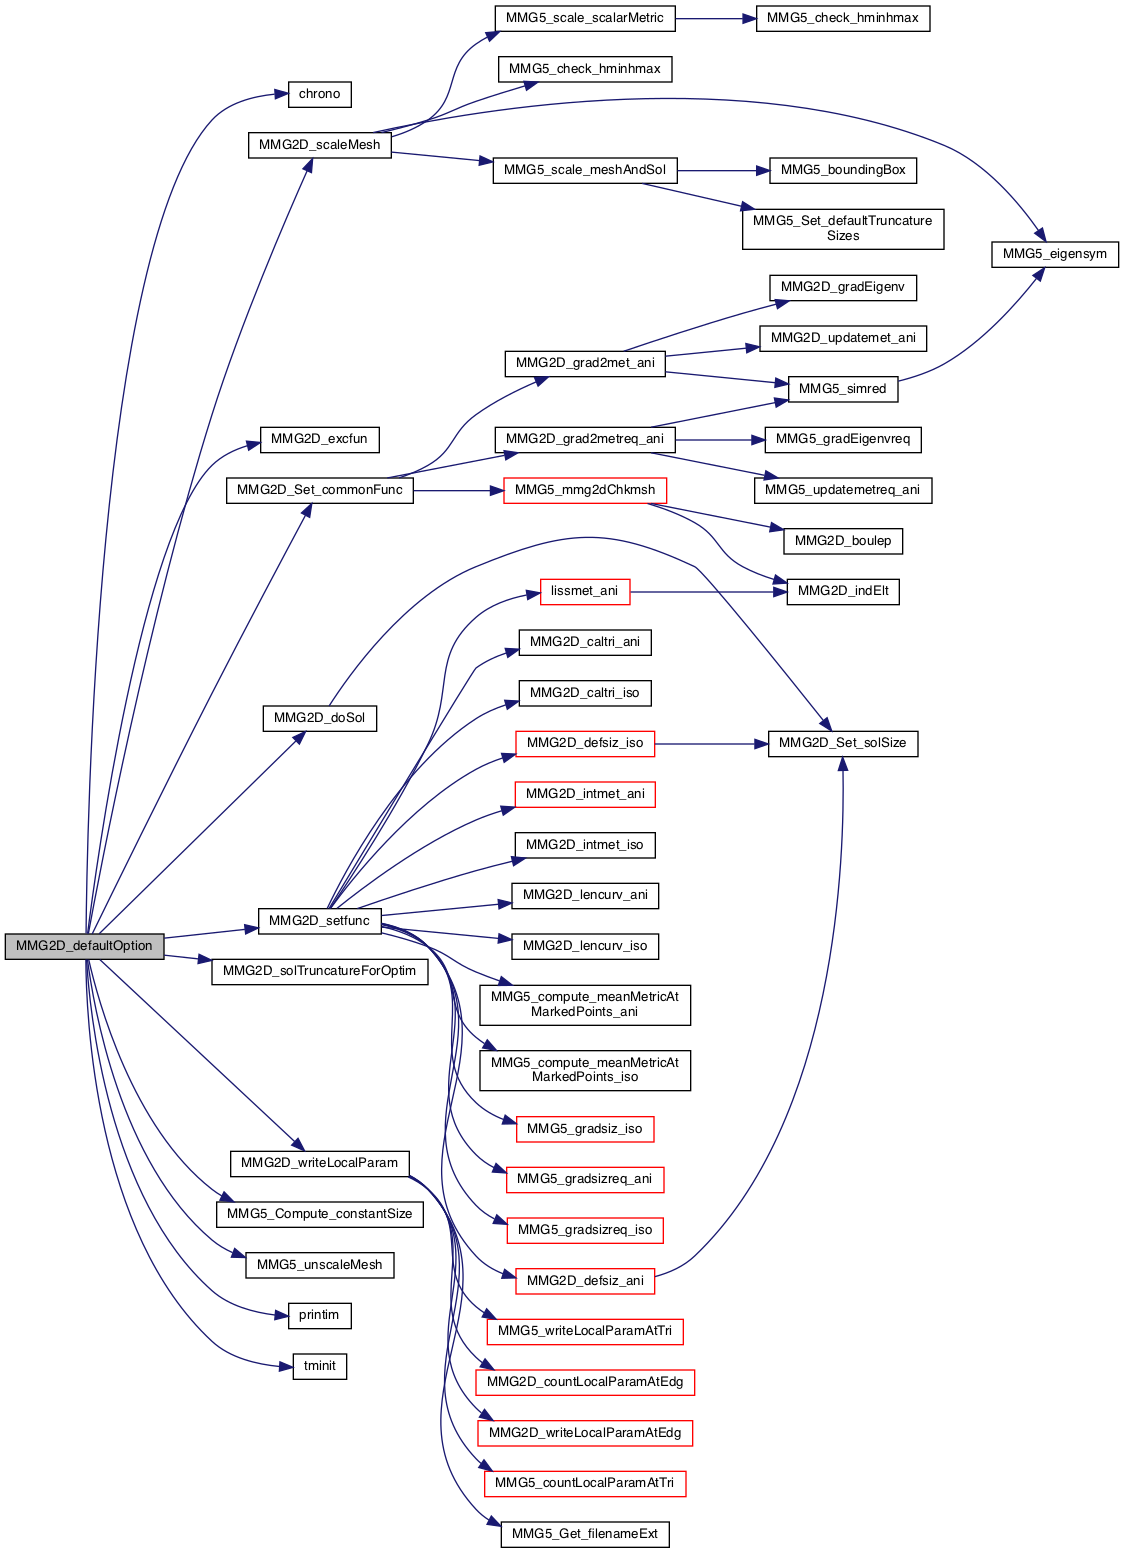 MMG5_scale_scalarMetric
MMG5_check_hminhmax
MMG5_check_hminhmax
chrono
MMG2D_scaleMesh
MMG5_scale_meshAndSol
MMG5_boundingBox
MMG5_Set_defaultTruncature
Sizes
MMG5_eigensym
MMG2D_gradEigenv
MMG2D_updatemet_ani
MMG2D_grad2met_ani
MMG5_simred
MMG2D_excfun
MMG2D_grad2metreq_ani
MMG5_gradEigenvreq
MMG2D_Set_commonFunc
MMG5_mmg2dChkmsh
MMG5_updatemetreq_ani
MMG2D_boulep
lissmet_ani
MMG2D_indElt
MMG2D_caltri_ani
MMG2D_caltri_iso
MMG2D_doSol
MMG2D_defsiz_iso
MMG2D_Set_solSize
MMG2D_intmet_ani
MMG2D_intmet_iso
MMG2D_lencurv_ani
MMG2D_setfunc
MMG2D_defaultOption
MMG2D_lencurv_iso
MMG2D_solTruncatureForOptim
MMG5_compute_meanMetricAt
MarkedPoints_ani
MMG5_compute_meanMetricAt
MarkedPoints_iso
MMG5_gradsiz_iso
MMG2D_writeLocalParam
MMG5_gradsizreq_ani
MMG5_Compute_constantSize
MMG5_gradsizreq_iso
MMG5_unscaleMesh
MMG2D_defsiz_ani
printim
MMG5_writeLocalParamAtTri
tminit
MMG2D_countLocalParamAtEdg
MMG2D_writeLocalParamAtEdg
MMG5_countLocalParamAtTri
MMG5_Get_filenameExt